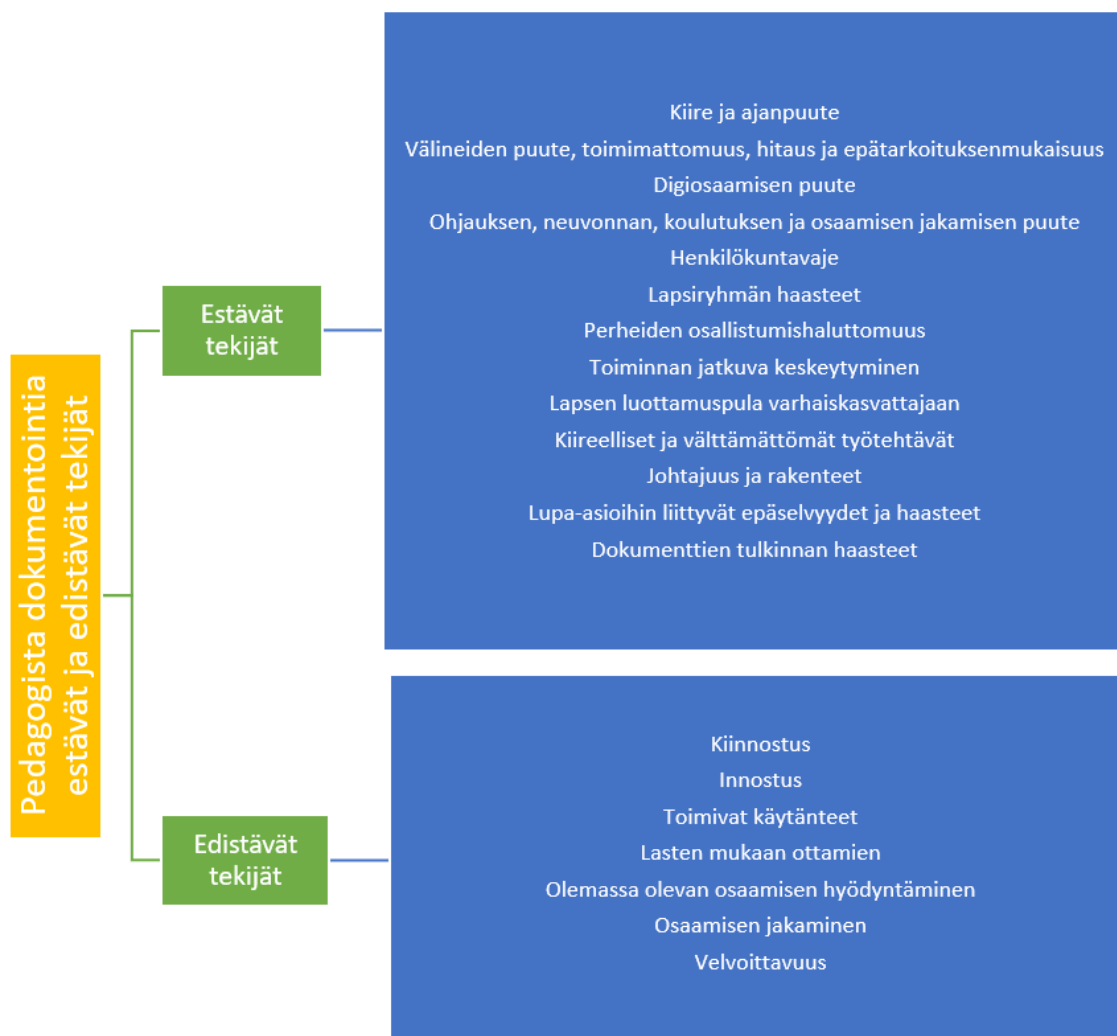 Pedagogista dokumentointia
estävät ja edistävät tekijät
Estävät
tekijät
Kiire ja ajanpuute
Välineiden puute, toimimattomuus, hitaus ja epätarkoituksenmukaisuus
Digiosaamisen puute
Ohjauksen, neuvonnan, koulutuksen ja osaamisen jakamisen puute
Henkilökuntavaje
Lapsiryhmän haasteet
Perheiden osallistumishaluttomuus
Toiminnan jatkuva keskeytyminen
Lapsen luottamuspula varhaiskasvattajaan
Kiireelliset ja välttämättömät työtehtävät
Johtajuus ja rakenteet
Lupa-asioihin liittyvät epäselvyydet ja haasteet
Dokumenttien tulkinnan haasteet
Edistävät
tekijät
Kiinnostus
Innostus
Toimivat käytänteet
Lasten mukaan ottamien
Olemassa olevan osaamisen hyödyntäminen
Osaamisen jakaminen
Velvoittavuus